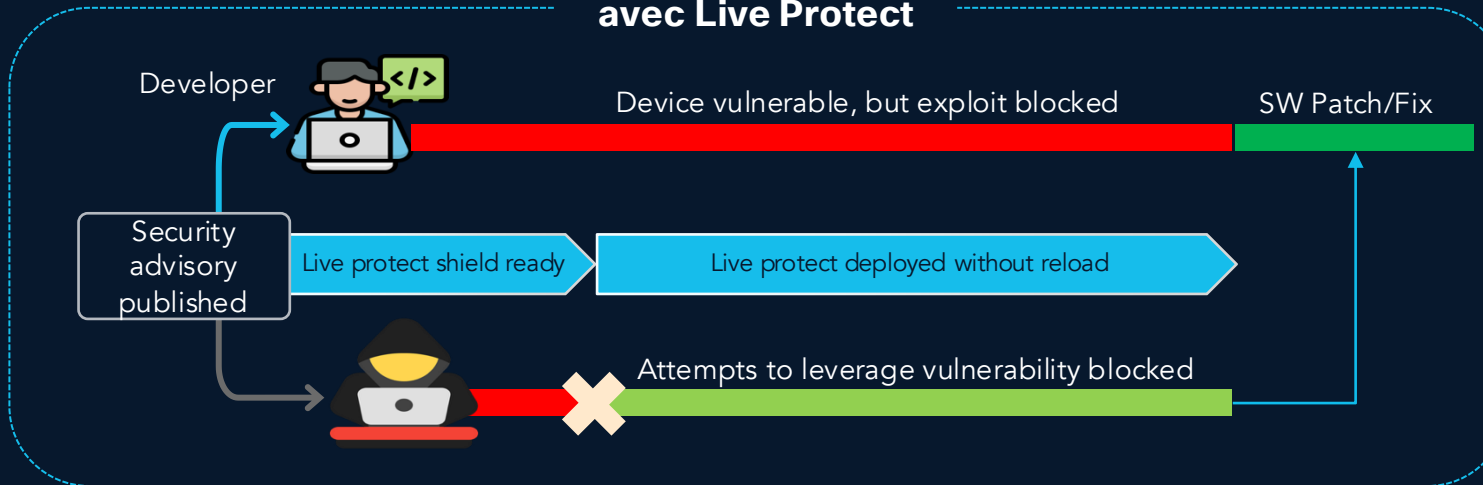 avec Live Protect
Developer
</>
Device vulnerable, but exploit blocked
SW Patch/Fix
Security
advisory
published
Live protect shield ready
Live protect deployed without reload
Attempts to leverage vulnerability blocked